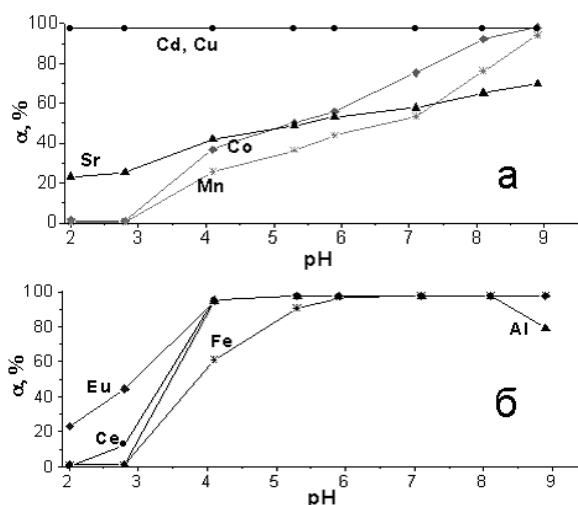 100
Cd, Cu
80
60
α, %
40
Sr
Co
20
Mn
а
0
2 3 4 5 6 7 8 9
pH
100
80
Fe
Al
60
α, %
Eu
40
б
20
Ce
0
2 3 4 5 6 7 8 9
pH